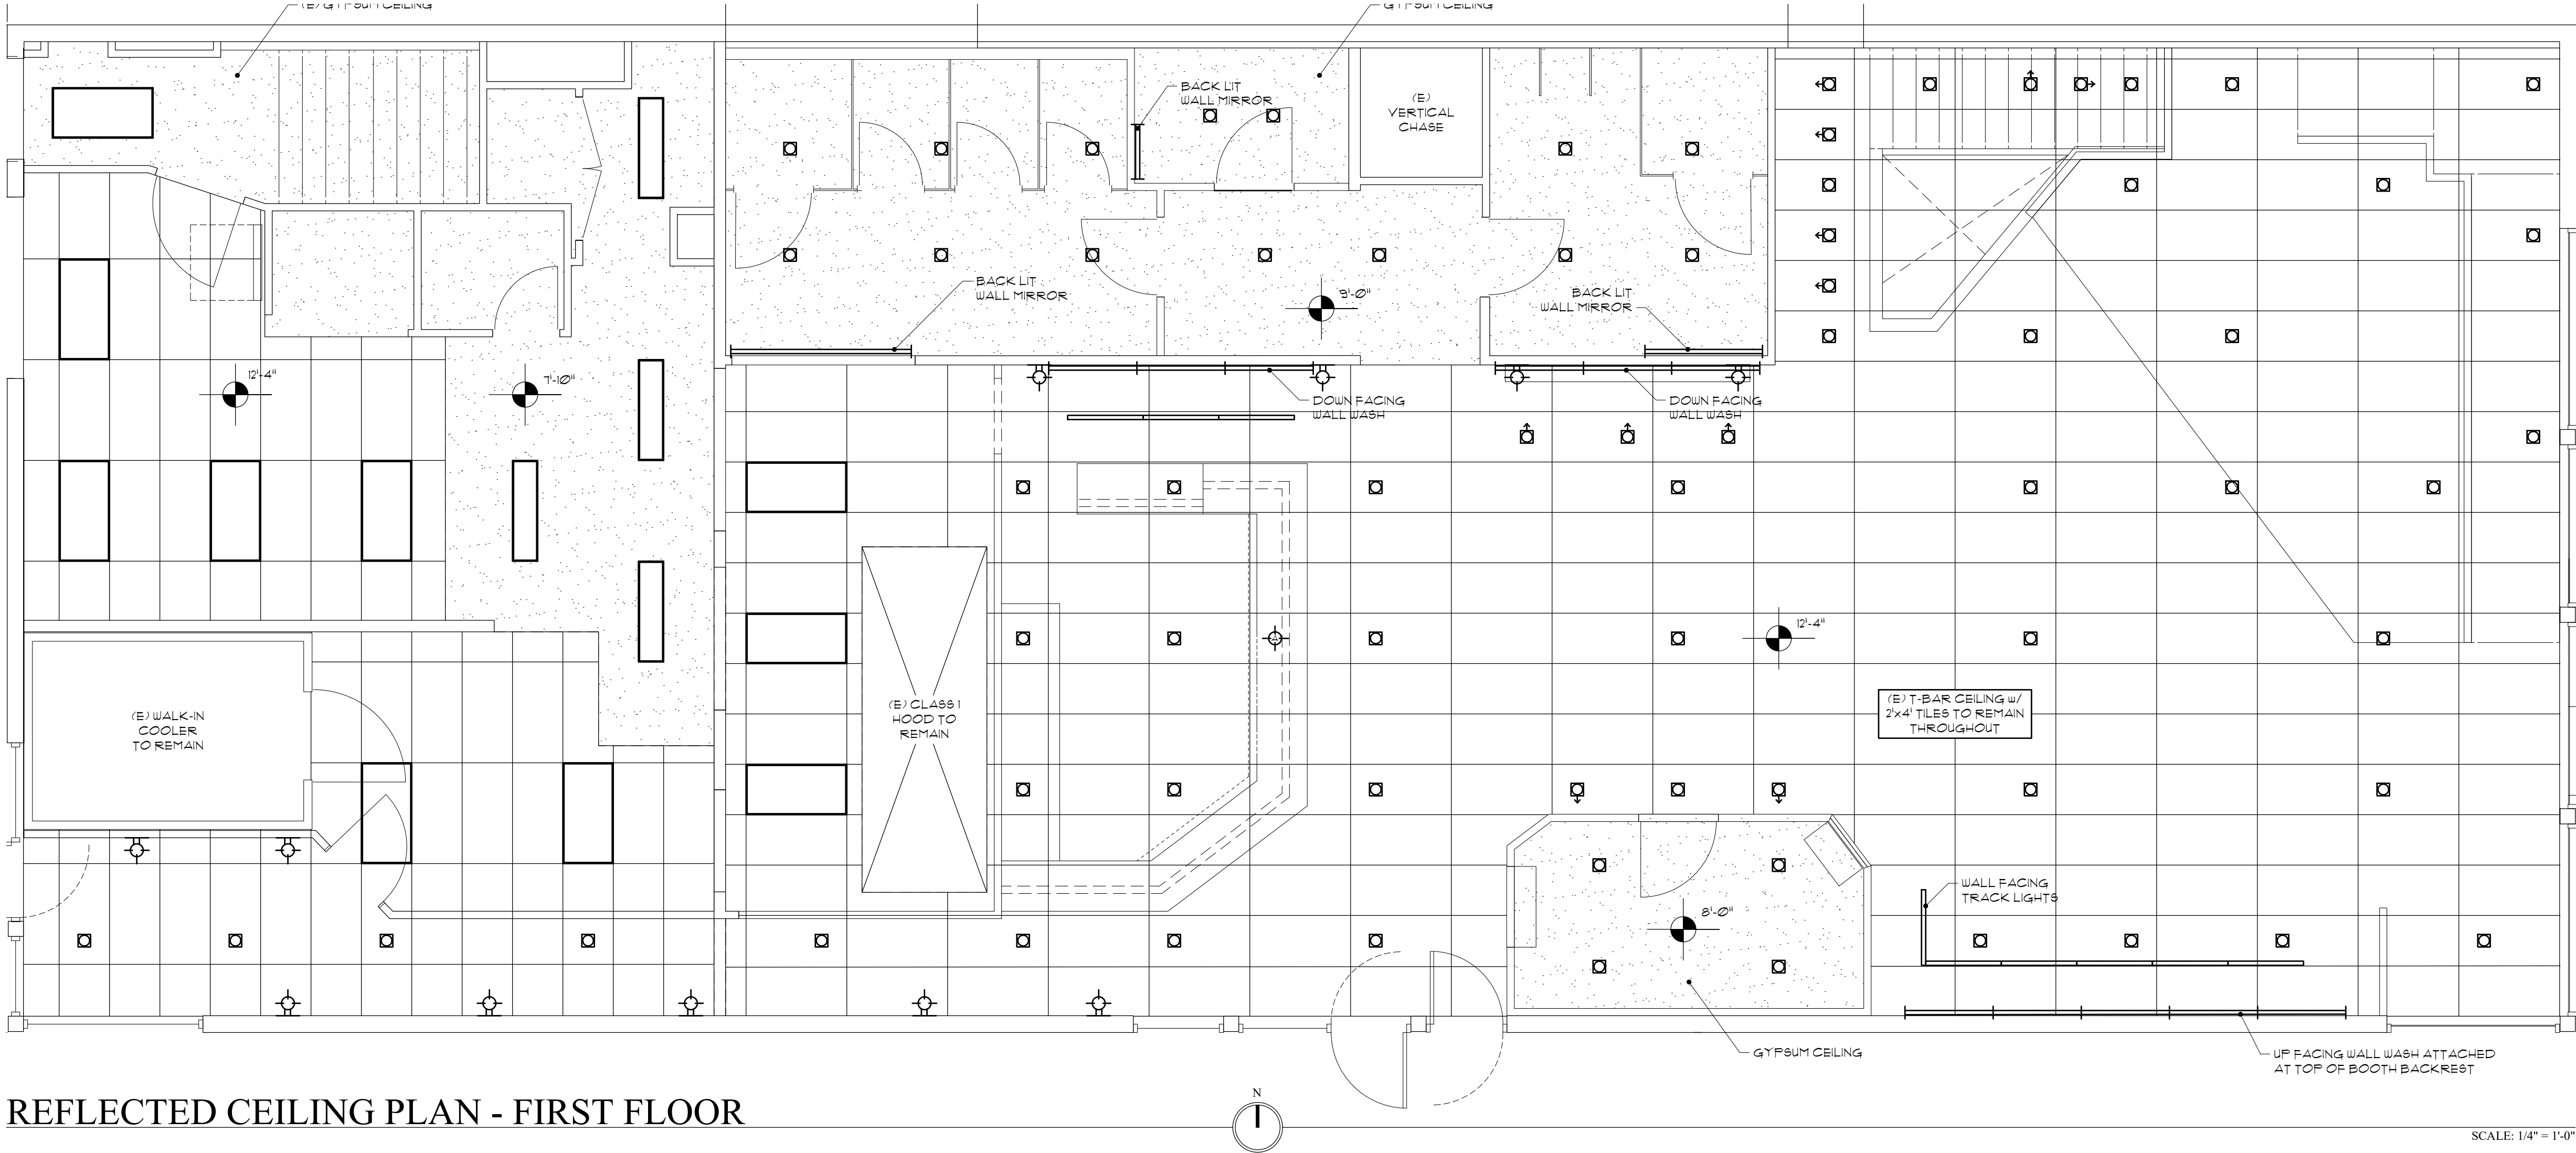 (E) GYPSUM CEILING
GYPSUM CEILING
BACK LIT
WALL MIRROR
(E)
VERTICAL
CHASE
BACK LIT
WALL MIRROR
9'-0"
BACK LIT
WALL MIRROR
12'-4"
7'-10"
DOWN FACING
WALL WASH
DOWN FACING
WALL WASH
12'-4"
(E) T-BAR CEILING w/
2'x4' TILES TO REMAIN
THROUGHOUT
(E) WALK-IN
COOLER
TO REMAIN
(E) CLASS 1
HOOD TO
REMAIN
WALL FACING
TRACK LIGHTS
8'-0"
GYPSUM CEILING
UP FACING WALL WASH ATTACHED
AT TOP OF BOOTH BACKREST
N
REFLECTED CEILING PLAN - FIRST FLOOR
SCALE: 1/4" = 1'-0"